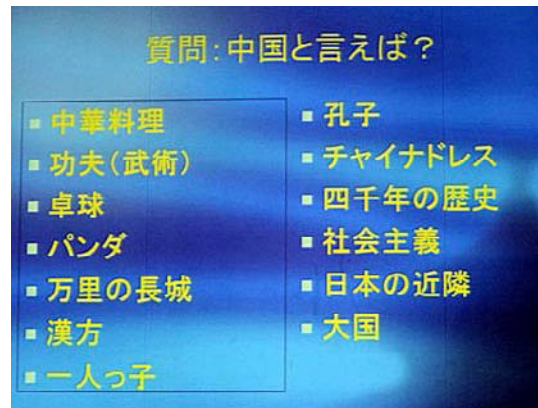 質問:中国と言えば?
中華料理
功夫(武術)
卓球
パンダ
万里の長城
漢方
一人っ子
孔子
チャイナドレス
四千年の歴史
社会主義
日本の近隣
大国